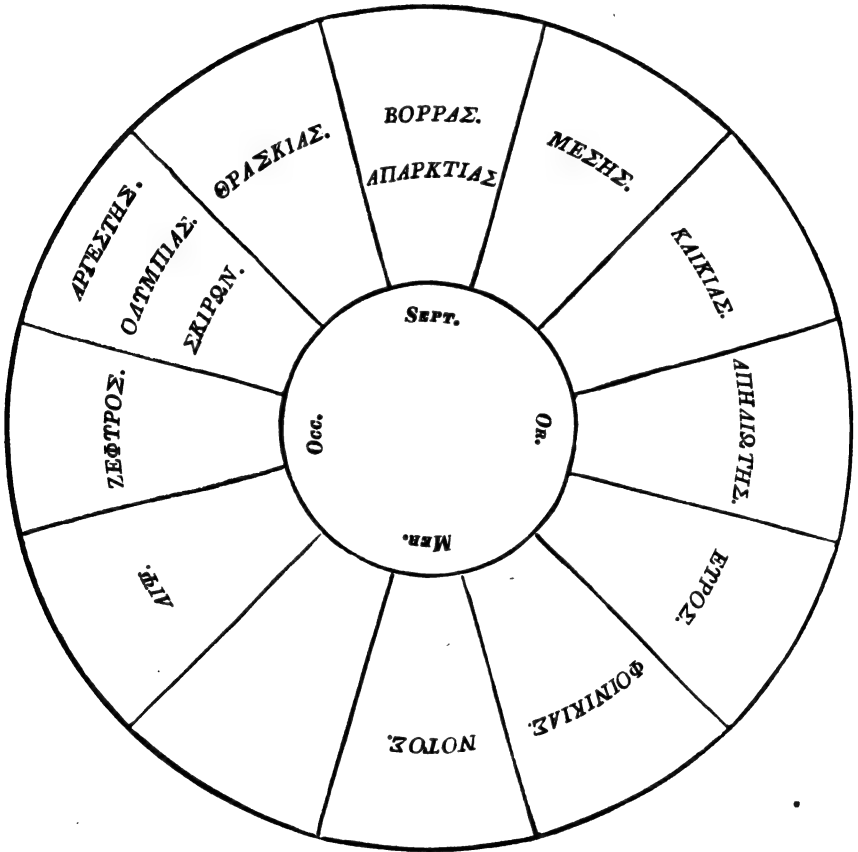 ΒΟΡΡΑΣ.
ΑΠΑΡΚΤΙΑΣ
ΜΕΣΗΣ.
ΚΑΙΚΙΑΣ.
ΑΠΗΛΙΩΤΗΣ.
ΕΥΡΟΣ.
ΦΟΙΝΙΚΙΑΣ.
ΝΟΤΟΣ.
ΛΙΨ.
ΖΕΦΥΡΟΣ.
ΑΡΓΕΣΤΗΣ.
ΟΛΥΜΠΙΑΣ.
ΣΚΙΡΩΝ.
ΘΡΑΣΚΙΑΣ.
SEPT.
OR.
MER.
OCC.